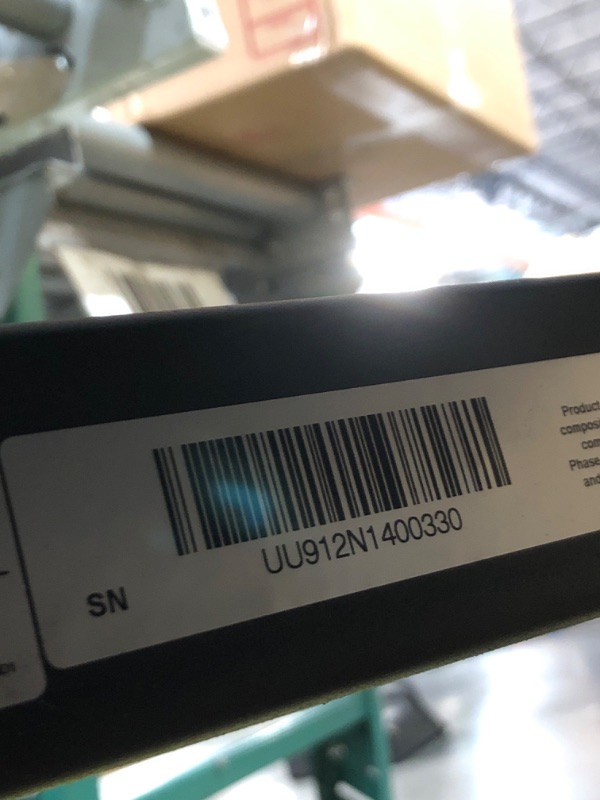 UU912N1400330
SN
Product
composi
com
Phase
and